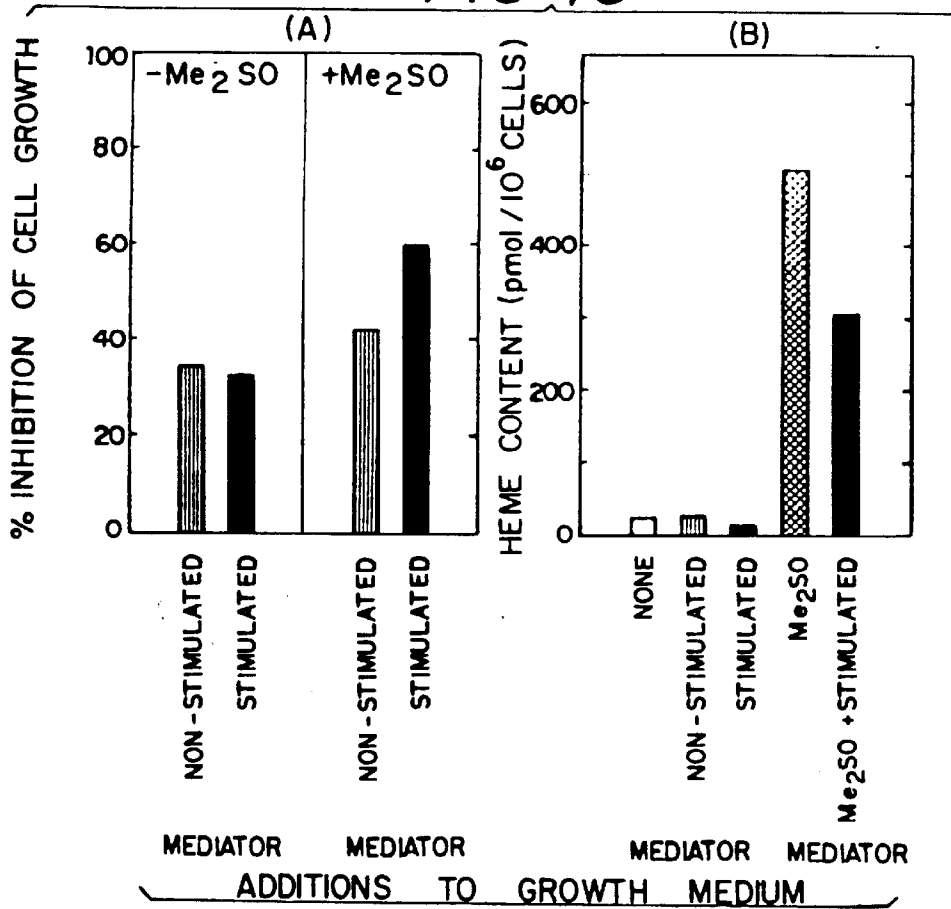 (A)
(B)
-Me2SO
+Me2SO
% INHIBITION OF CELL GROWTH
100
80
60
40
20
0
HEME CONTENT (pmol/10^6 CELLS)
600
400
200
0
NON-STIMULATED
STIMULATED
NON-STIMULATED
STIMULATED
NONE
NON-STIMULATED
STIMULATED
Me2SO
Me2SO + STIMULATED
MEDIATOR
MEDIATOR
MEDIATOR
MEDIATOR
ADDITIONS TO GROWTH MEDIUM